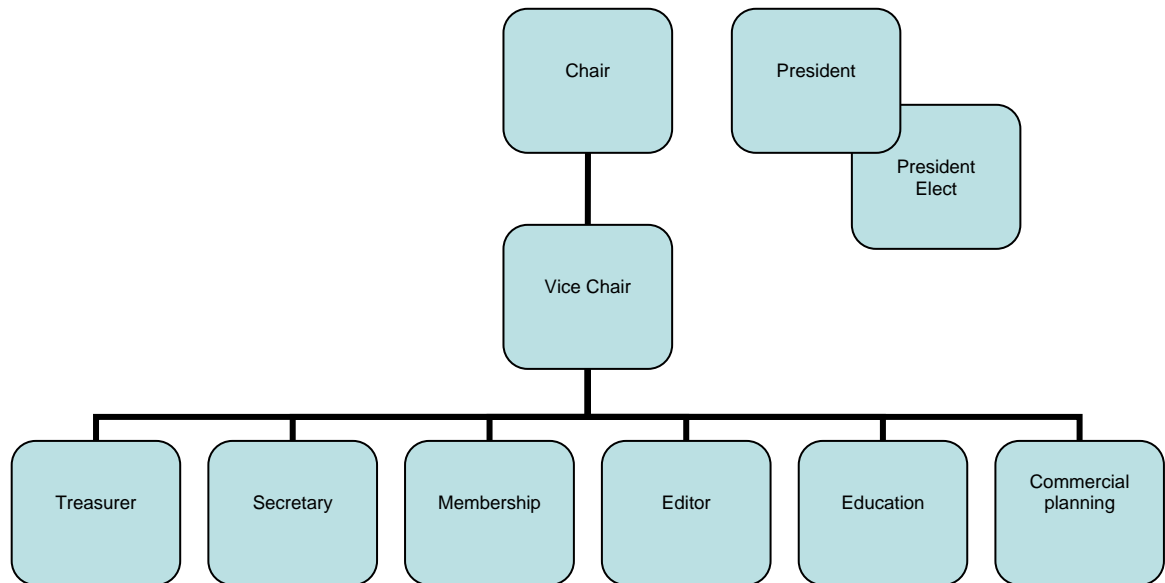 Chair
President
President
Elect
Vice Chair
Treasurer
Secretary
Membership
Editor
Education
Commercial
planning